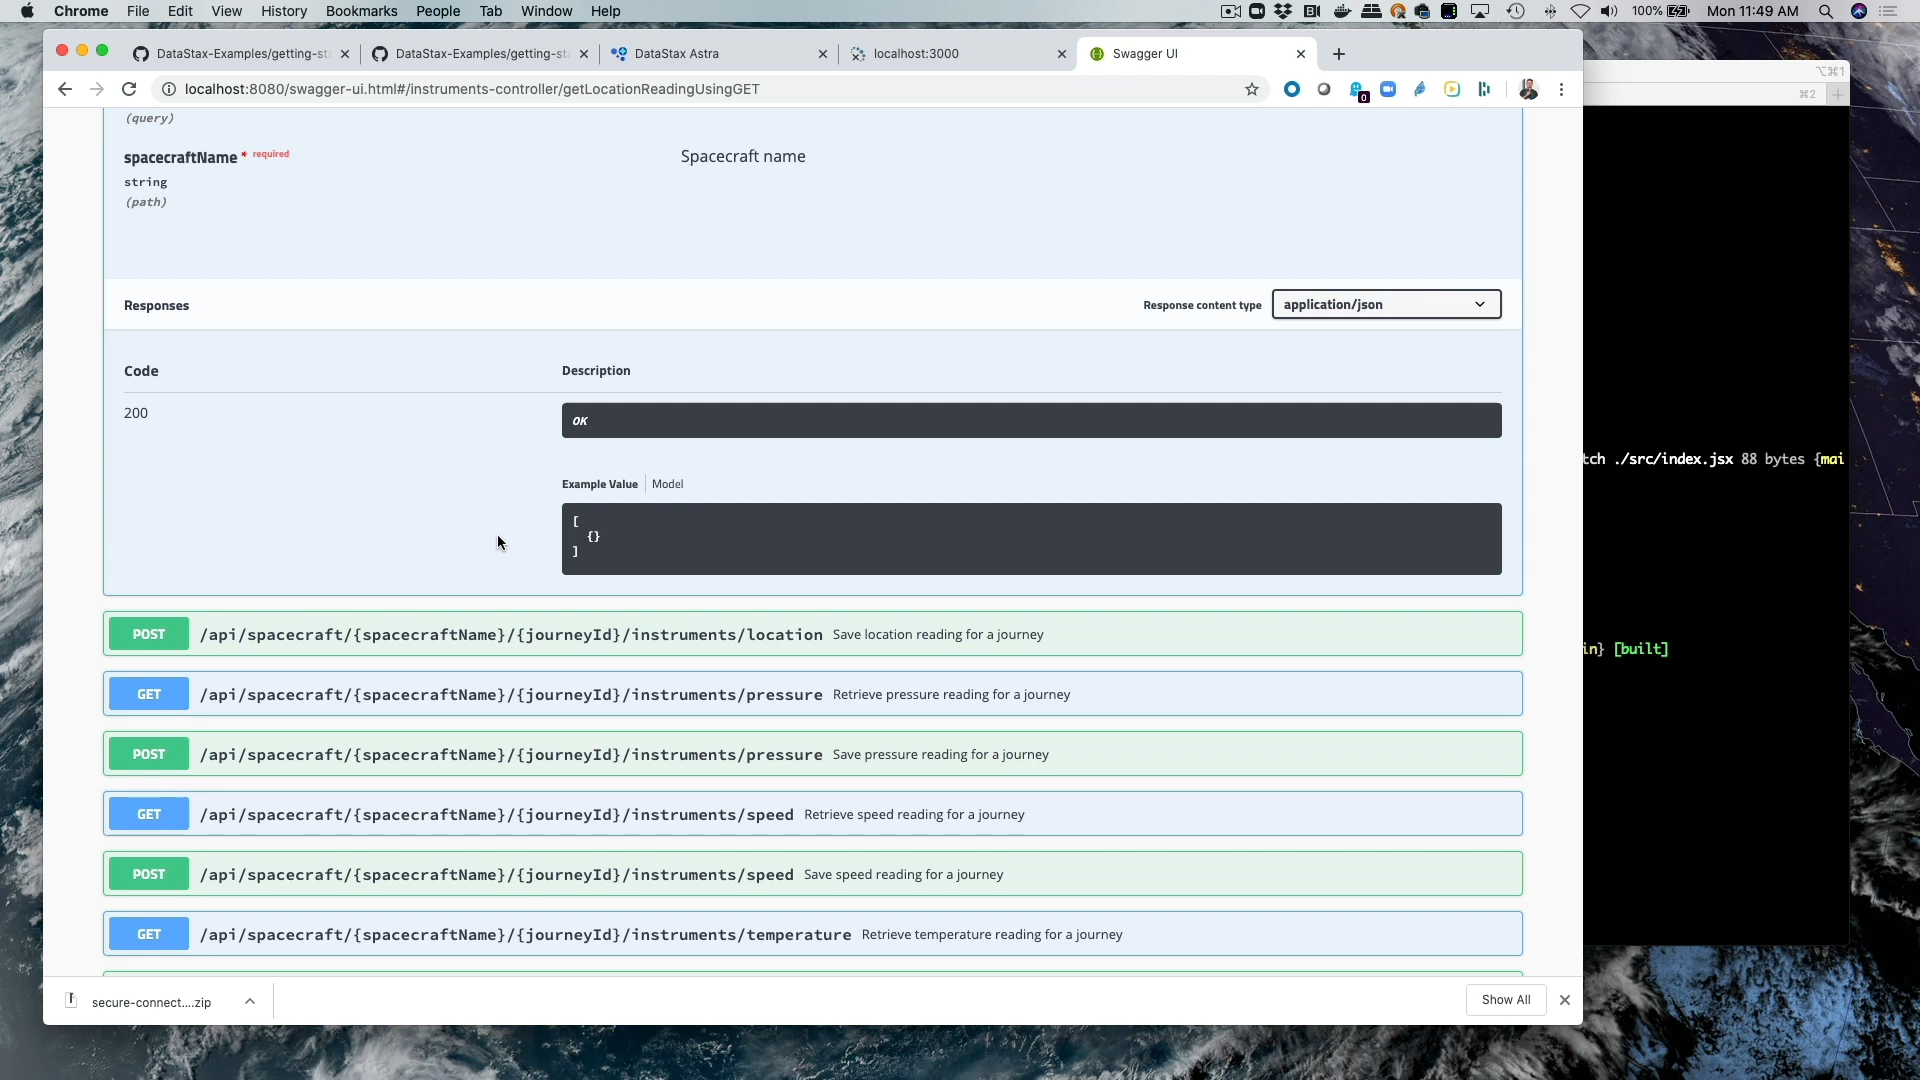 Chrome File Edit View History Bookmarks People Tab Window Help 100% Mon 11:49 AM
DataStax-Examples/getting-sta DataStax-Examples/getting-sta DataStax Astra localhost:3000 Swagger UI
⌥⌘1
localhost:8080/swagger-ui.html#/instruments-controller/getLocationReadingUsingGET 0
⌘2
(query)
spacecraftName * required Spacecraft name
string
(path)
Responses Response content type application/json
Code Description
200 OK
tch ./src/index.jsx 88 bytes {mai
Example Value Model
[
{}
]
POST /api/spacecraft/{spacecraftName}/{journeyId}/instruments/location Save location reading for a journey
in} [built]
GET /api/spacecraft/{spacecraftName}/{journeyId}/instruments/pressure Retrieve pressure reading for a journey
POST /api/spacecraft/{spacecraftName}/{journeyId}/instruments/pressure Save pressure reading for a journey
GET /api/spacecraft/{spacecraftName}/{journeyId}/instruments/speed Retrieve speed reading for a journey
POST /api/spacecraft/{spacecraftName}/{journeyId}/instruments/speed Save speed reading for a journey
GET /api/spacecraft/{spacecraftName}/{journeyId}/instruments/temperature Retrieve temperature reading for a journey
secure-connect....zip Show All